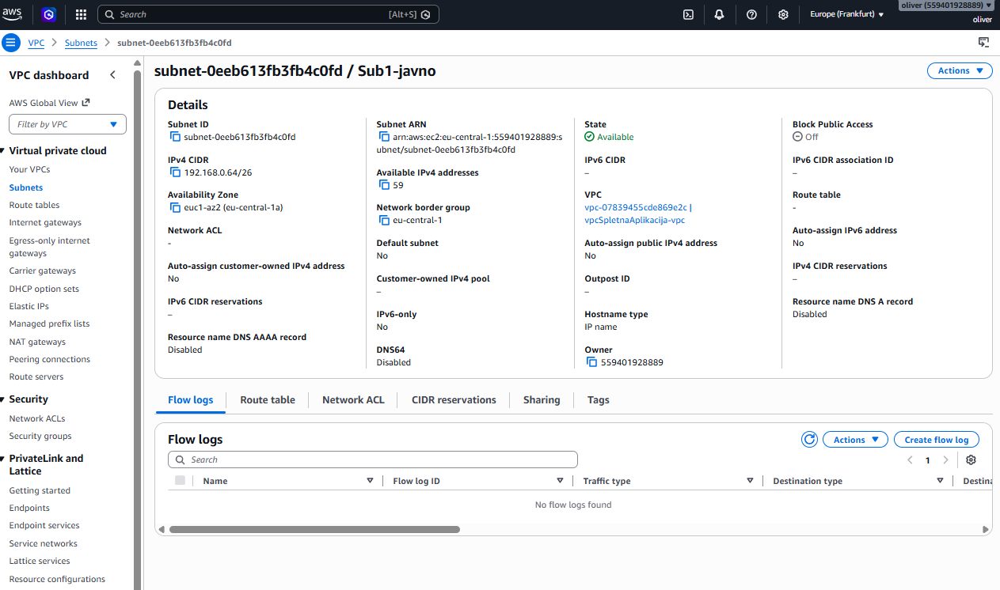 aws
Search
[Alt+S]
Europe (Frankfurt)
oliver (559401928889)
oliver
VPC
Subnets
subnet-0eeb613fb3fb4c0fd
VPC dashboard
AWS Global View
Filter by VPC
Virtual private cloud
Your VPCs
Subnets
Route tables
Internet gateways
Egress-only internet
gateways
Carrier gateways
DHCP option sets
Elastic IPs
Managed prefix lists
NAT gateways
Peering connections
Route servers
Security
Network ACLs
Security groups
PrivateLink and
Lattice
Getting started
Endpoints
Endpoint services
Service networks
Lattice services
Resource configurations
subnet-0eeb613fb3fb4c0fd / Sub1-javno
Actions
Details
Subnet ID
subnet-0eeb613fb3fb4c0fd
IPv4 CIDR
192.168.0.64/26
Availability Zone
euc1-az2 (eu-central-1a)
Network ACL
-
Auto-assign customer-owned IPv4 address
No
IPv6 CIDR reservations
–
Resource name DNS AAAA record
Disabled
Subnet ARN
arn:aws:ec2:eu-central-1:559401928889:s
ubnet/subnet-0eeb613fb3fb4c0fd
Available IPv4 addresses
59
Network border group
eu-central-1
Default subnet
No
Customer-owned IPv4 pool
–
IPv6-only
No
DNS64
Disabled
State
Available
IPv6 CIDR
–
VPC
vpc-07839455cde869e2c |
vpcSpletnaAplikacija-vpc
Auto-assign public IPv4 address
No
Outpost ID
–
Hostname type
IP name
Owner
559401928889
Block Public Access
Off
IPv6 CIDR association ID
–
Route table
-
Auto-assign IPv6 address
No
IPv4 CIDR reservations
–
Resource name DNS A record
Disabled
Flow logs
Route table
Network ACL
CIDR reservations
Sharing
Tags
Flow logs
Actions
Create flow log
Search
1
Name
Flow log ID
Traffic type
Destination type
Destina
No flow logs found